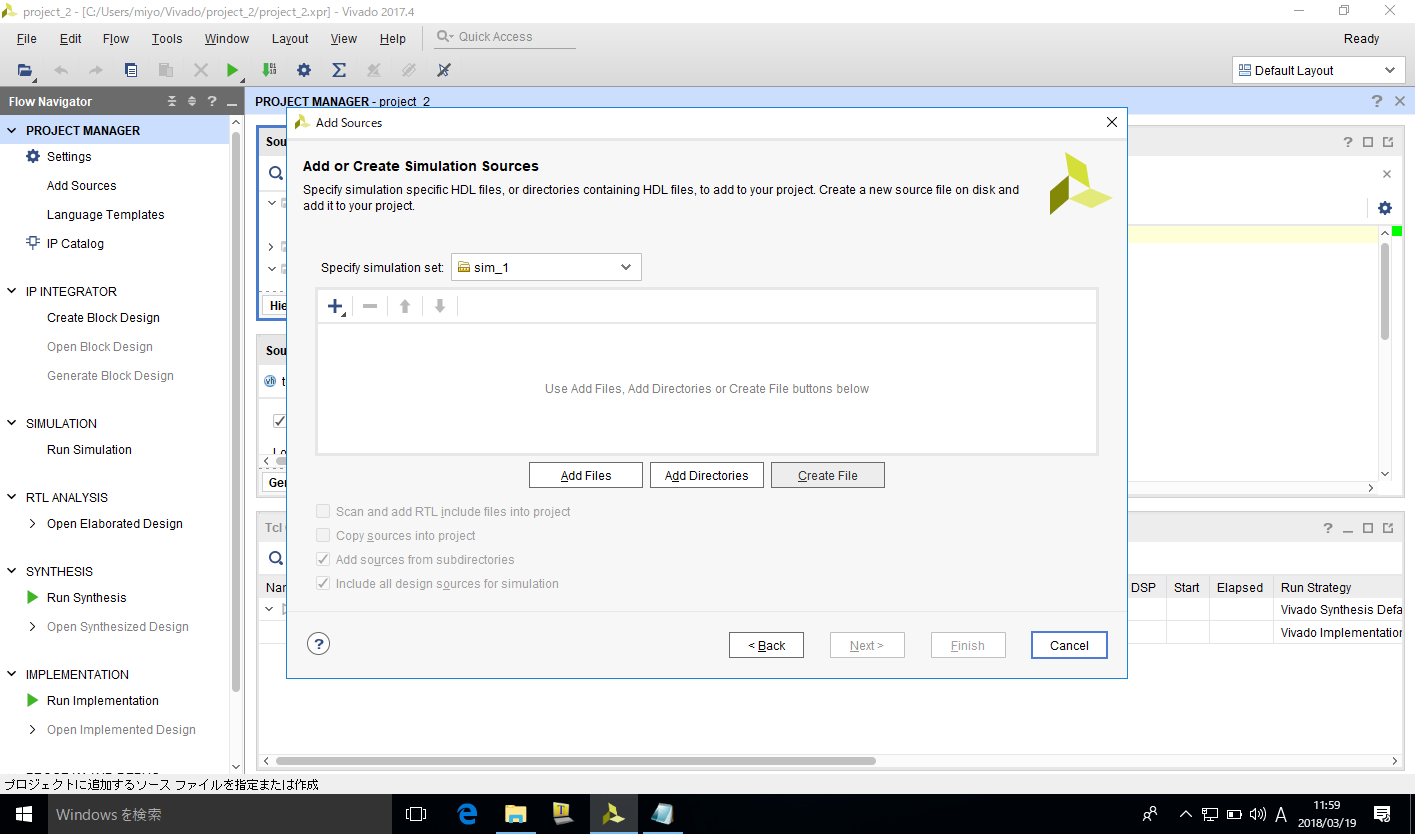 project_2 - [C:/Users/miyo/Vivado/project_2/project_2.xpr] - Vivado 2017.4
File Edit Flow Tools Window Layout View Help Quick Access Ready
Default Layout
Flow Navigator
PROJECT MANAGER - project_2
PROJECT MANAGER
Settings
Add Sources
Language Templates
IP Catalog
IP INTEGRATOR
Create Block Design
Open Block Design
Generate Block Design
SIMULATION
Run Simulation
RTL ANALYSIS
Open Elaborated Design
SYNTHESIS
Run Synthesis
Open Synthesized Design
IMPLEMENTATION
Run Implementation
Open Implemented Design
Add Sources
Add or Create Simulation Sources
Specify simulation specific HDL files, or directories containing HDL files, to add to your project. Create a new source file on disk and
add it to your project.
Specify simulation set: sim_1
Use Add Files, Add Directories or Create File buttons below
Add Files Add Directories Create File
Scan and add RTL include files into project
Copy sources into project
Add sources from subdirectories
Include all design sources for simulation
? < Back Next > Finish Cancel
DSP Start Elapsed Run Strategy
Vivado Synthesis Defa
Vivado Implementation
プロジェクトに追加するソース ファイルを指定または作成
Windows を検索
A
11:59
2018/03/19